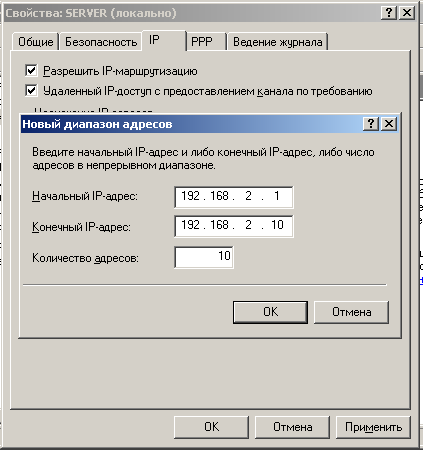 Свойства: SERVER (локально)
Общие Безопасность IP PPP Ведение журнала
Разрешить IP-маршрутизацию
Удаленный IP-доступ с предоставлением канала по требованию
Новый диапазон адресов
Введите начальный IP-адрес и либо конечный IP-адрес, либо число
адресов в непрерывном диапазоне.
Начальный IP-адрес: 192 . 168 . 2 . 1
Конечный IP-адрес: 192 . 168 . 2 . 10
Количество адресов: 10
OK Отмена
OK Отмена Применить